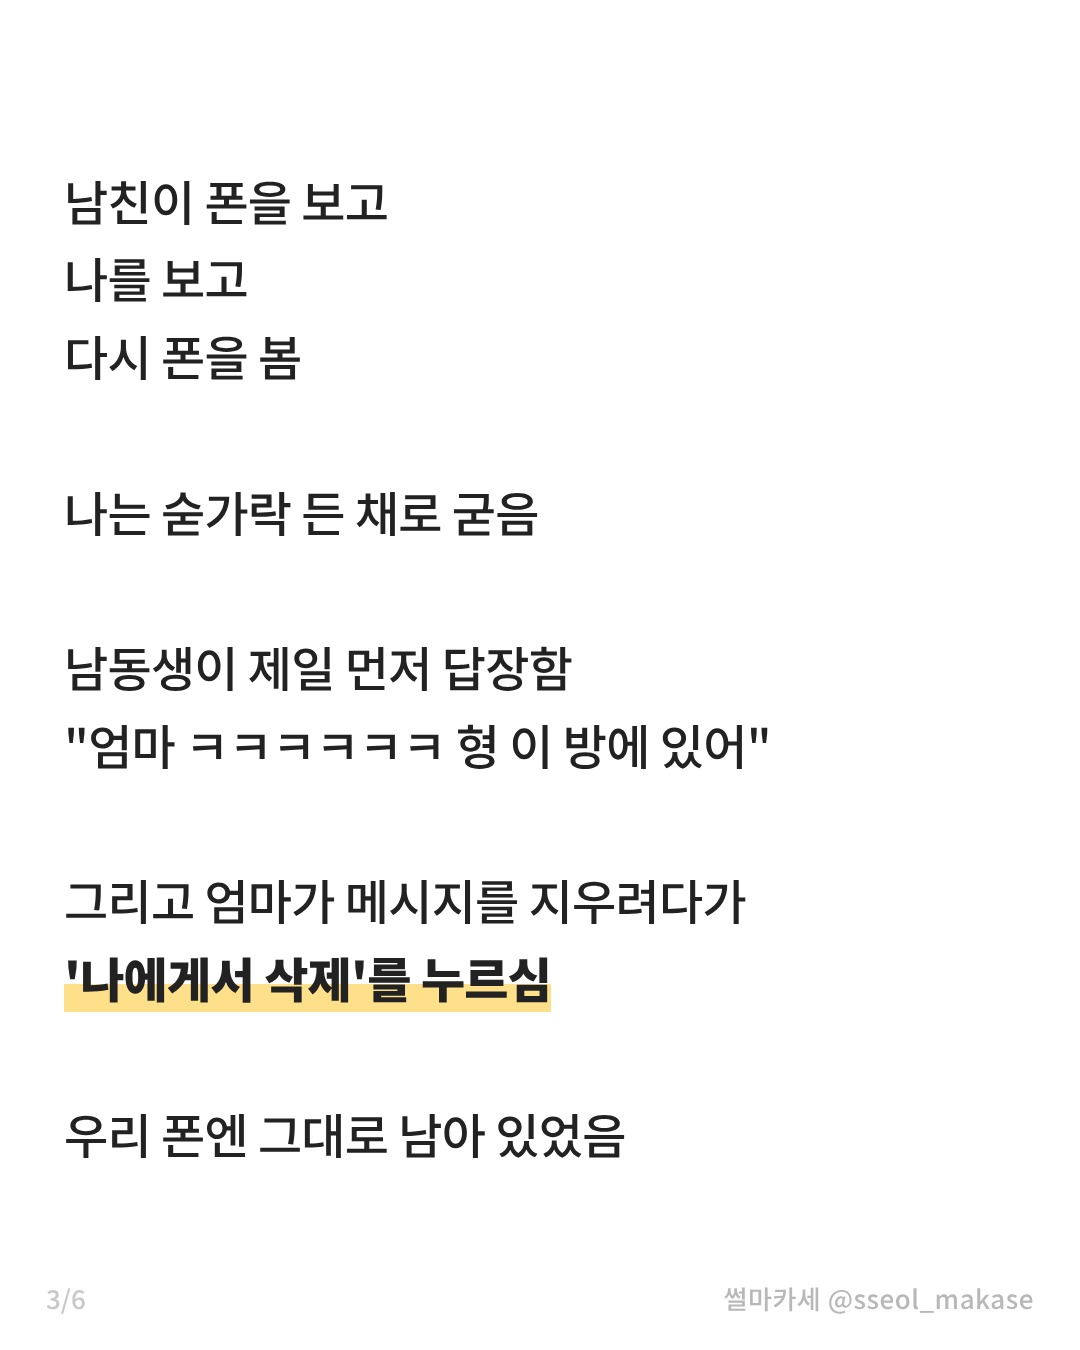 남친이 폰을 보고
나를 보고
다시 폰을 봄
나는 숟가락 든 채로 굳음
남동생이 제일 먼저 답장함
"엄마 ㅋㅋㅋㅋㅋㅋ 형 이 방에 있어"
그리고 엄마가 메시지를 지우려다가
'나에게서 삭제'를 누르심
우리 폰엔 그대로 남아 있었음
3/6
썰마카세 @sseol_makase